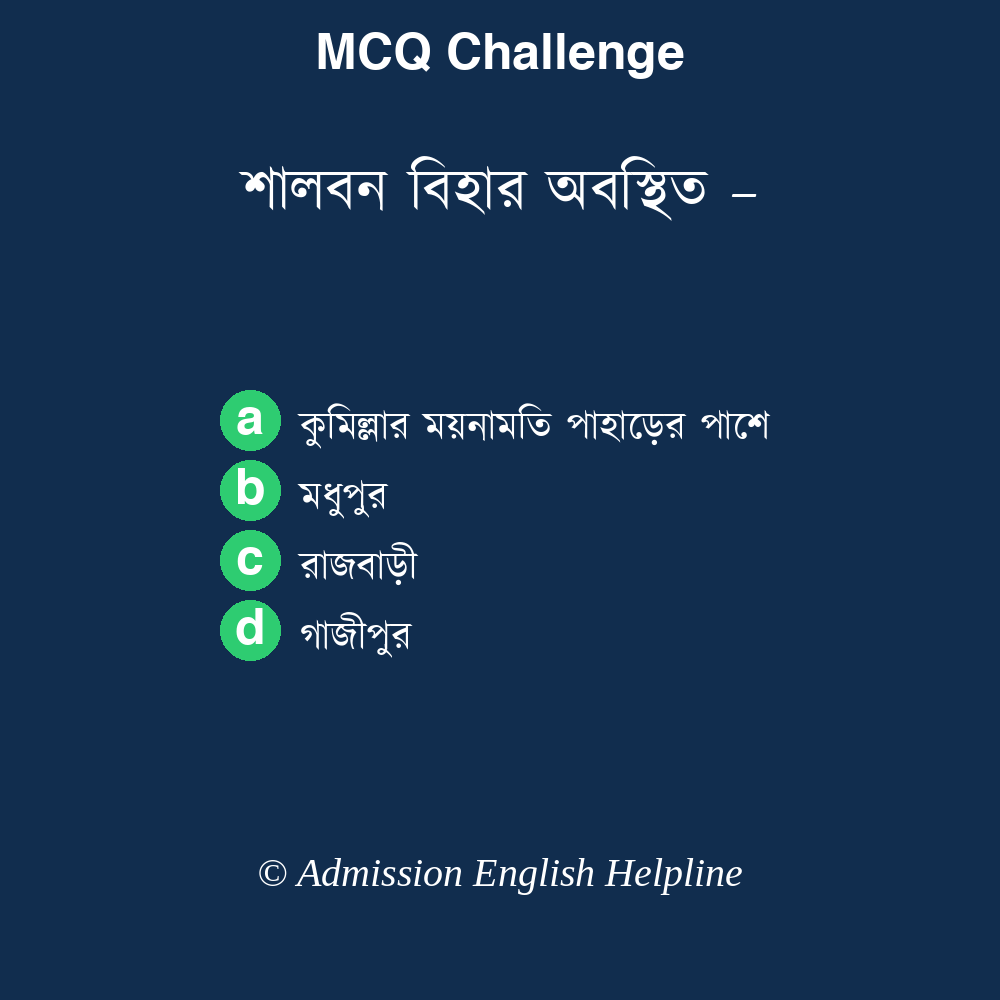 MCQ Challenge
শালবন বিহার অবস্থিত –
a কুমিল্লার ময়নামতি পাহাড়ের পাশে
b মধুপুর
c রাজবাড়ী
d গাজীপুর
© Admission English Helpline